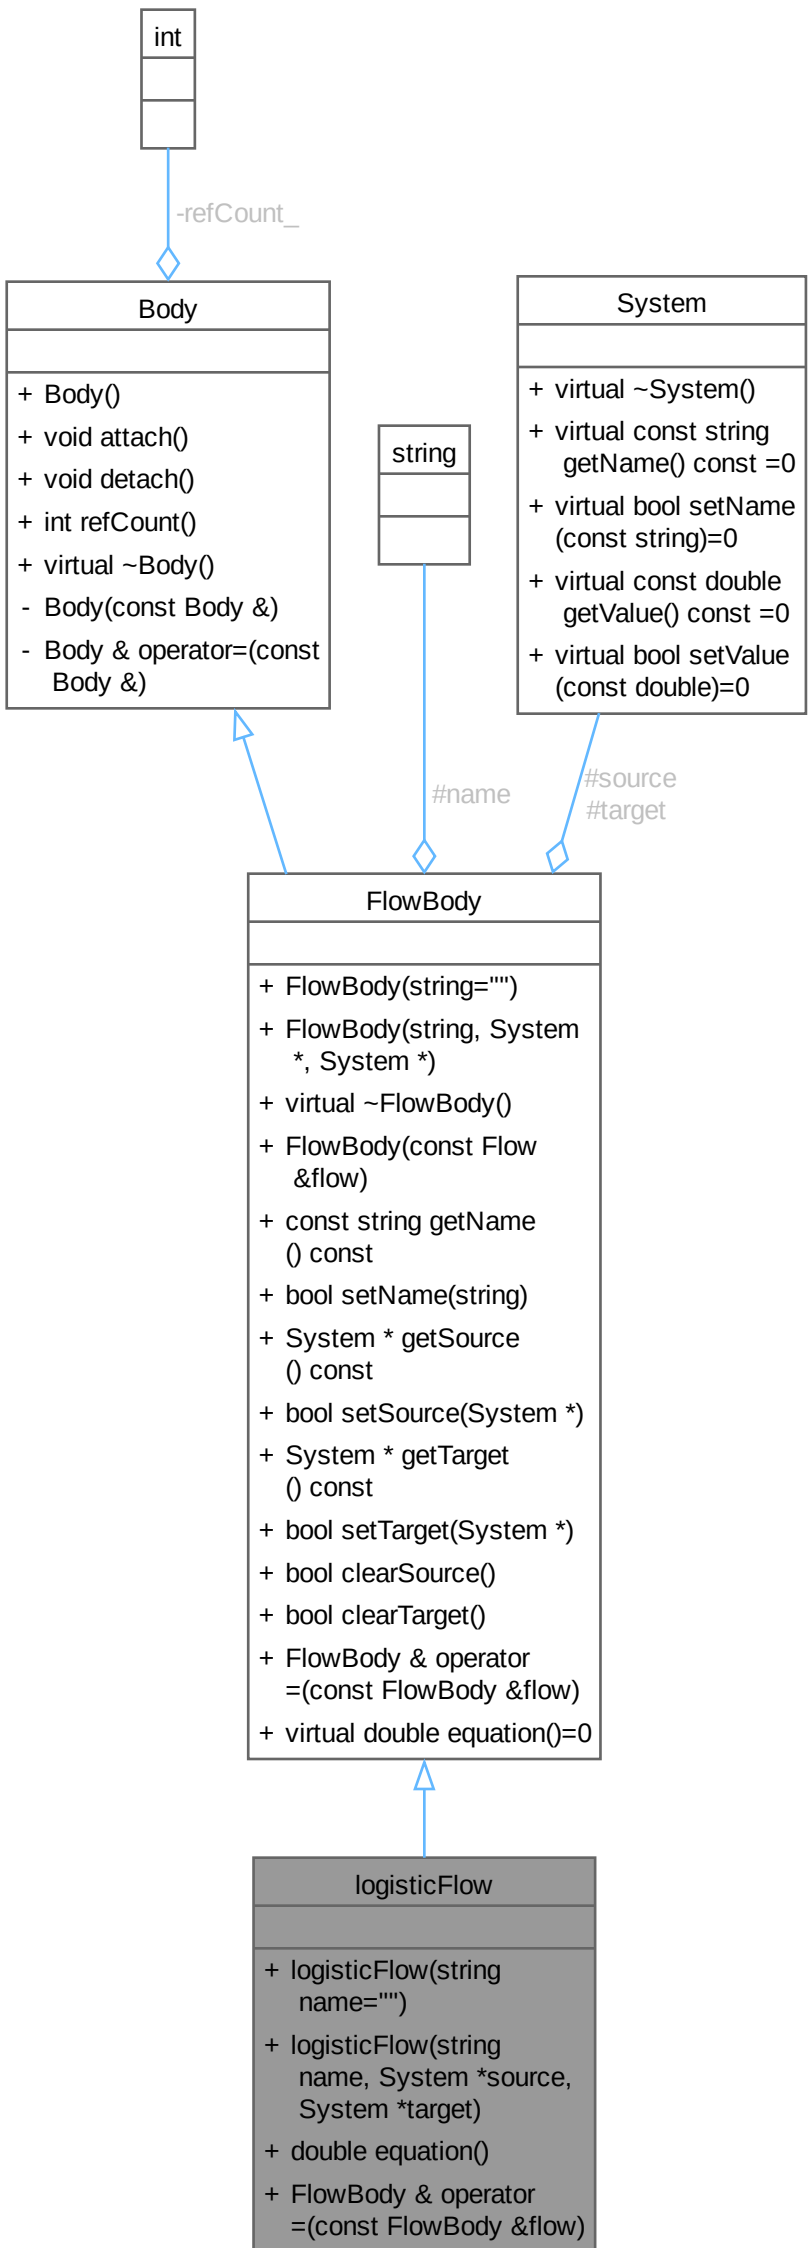 int
-refCount_
Body
+ Body()
+ void attach()
+ void detach()
+ int refCount()
+ virtual ~Body()
- Body(const Body &)
- Body & operator=(const
Body &)
System
+ virtual ~System()
+ virtual const string
getName() const =0
+ virtual bool setName
(const string)=0
+ virtual const double
getValue() const =0
+ virtual bool setValue
(const double)=0
string
#name
#source
#target
FlowBody
+ FlowBody(string="")
+ FlowBody(string, System
*, System *)
+ virtual ~FlowBody()
+ FlowBody(const Flow
&flow)
+ const string getName
() const
+ bool setName(string)
+ System * getSource
() const
+ bool setSource(System *)
+ System * getTarget
() const
+ bool setTarget(System *)
+ bool clearSource()
+ bool clearTarget()
+ FlowBody & operator
=(const FlowBody &flow)
+ virtual double equation()=0
logisticFlow
+ logisticFlow(string
name="")
+ logisticFlow(string
name, System *source,
System *target)
+ double equation()
+ FlowBody & operator
=(const FlowBody &flow)